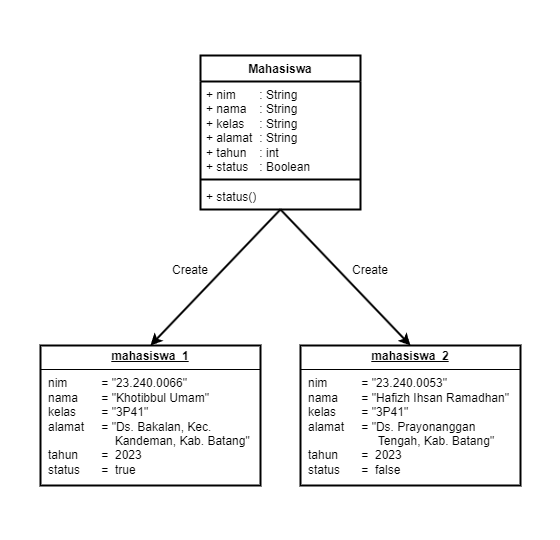 Mahasiswa
+ nim : String
+ nama : String
+ kelas : String
+ alamat : String
+ tahun : int
+ status : Boolean
+ status()
Create
Create
mahasiswa_1
nim = "23.240.0066"
nama = "Khotibbul Umam"
kelas = "3P41"
alamat = "Ds. Bakalan, Kec.
Kandeman, Kab. Batang"
tahun = 2023
status = true
mahasiswa_2
nim = "23.240.0053"
nama = "Hafizh Ihsan Ramadhan"
kelas = "3P41"
alamat = "Ds. Prayonanggan
Tengah, Kab. Batang"
tahun = 2023
status = false